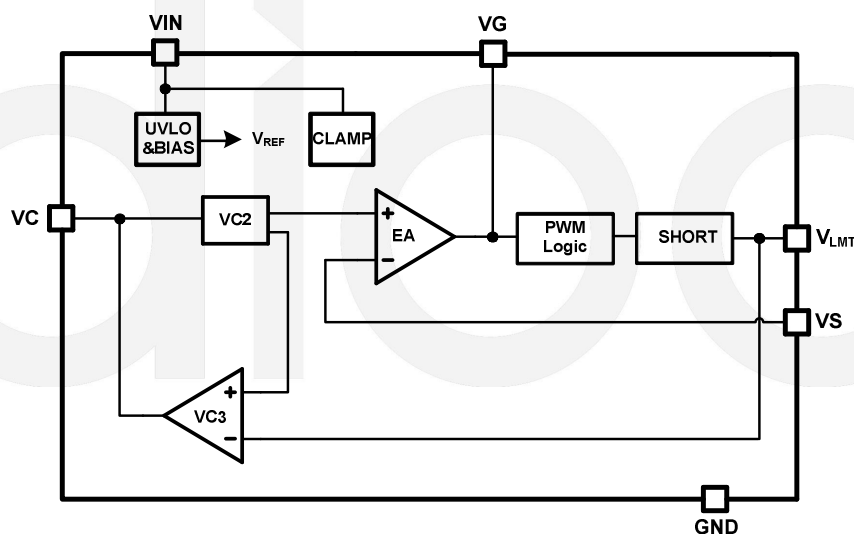 VIN
VG
UVLO
&BIAS
VREF
CLAMP
VC
VC2
+
EA
−
PWM
Logic
SHORT
VLMT
VS
+
VC3
−
GND